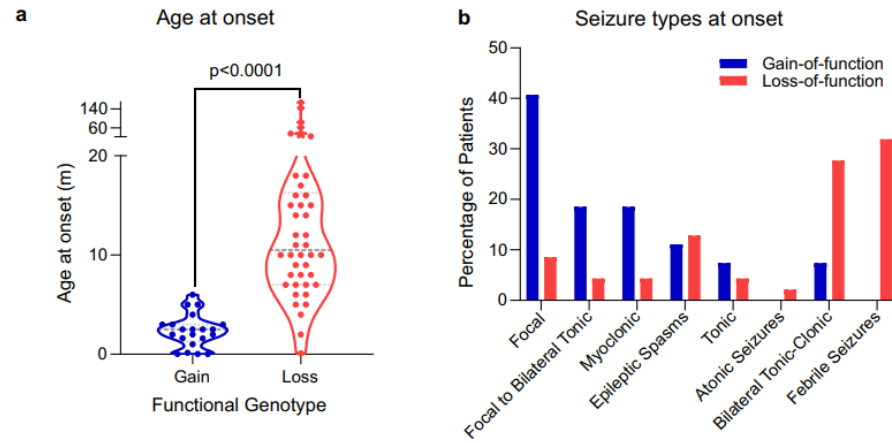 a
Age at onset
p<0.0001
Age at onset (m)
140
60
20
10
0
Gain
Loss
Functional Genotype
b
Seizure types at onset
Gain-of-function
Loss-of-function
Percentage of Patients
50
40
30
20
10
0
Focal
Focal to Bilateral Tonic
Myoclonic
Epileptic Spasms
Tonic
Atonic Seizures
Bilateral Tonic-Clonic
Febrile Seizures